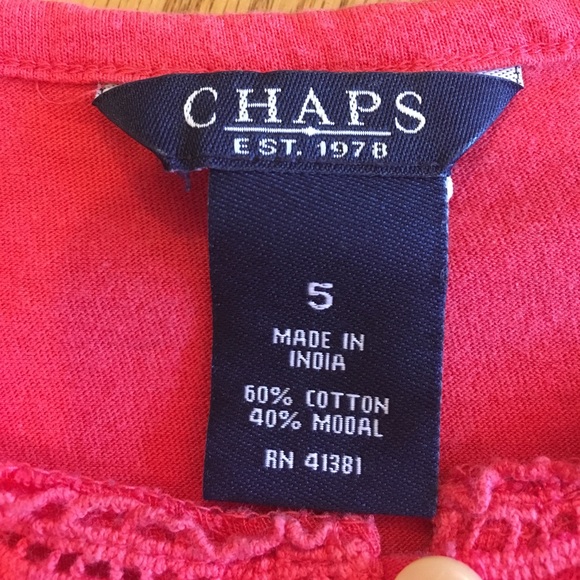 CHAPS
EST. 1978
5
MADE IN
INDIA
60% COTTON
40% MODAL
RN 41381